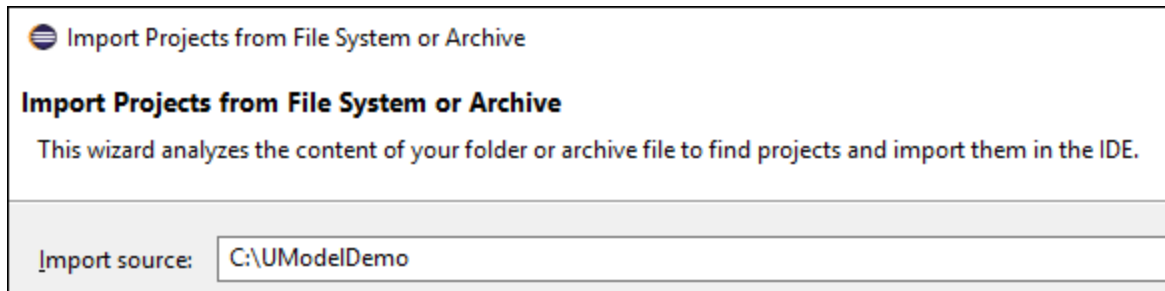 Import Projects from File System or Archive
Import Projects from File System or Archive
This wizard analyzes the content of your folder or archive file to find projects and import them in the IDE.
Import source: C:\UModelDemo